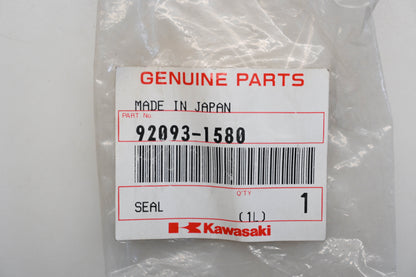 GENUINE PARTS
MADE IN JAPAN
PART No.
92093-1580
Q'TY
SEAL (1L) 1
Kawasaki